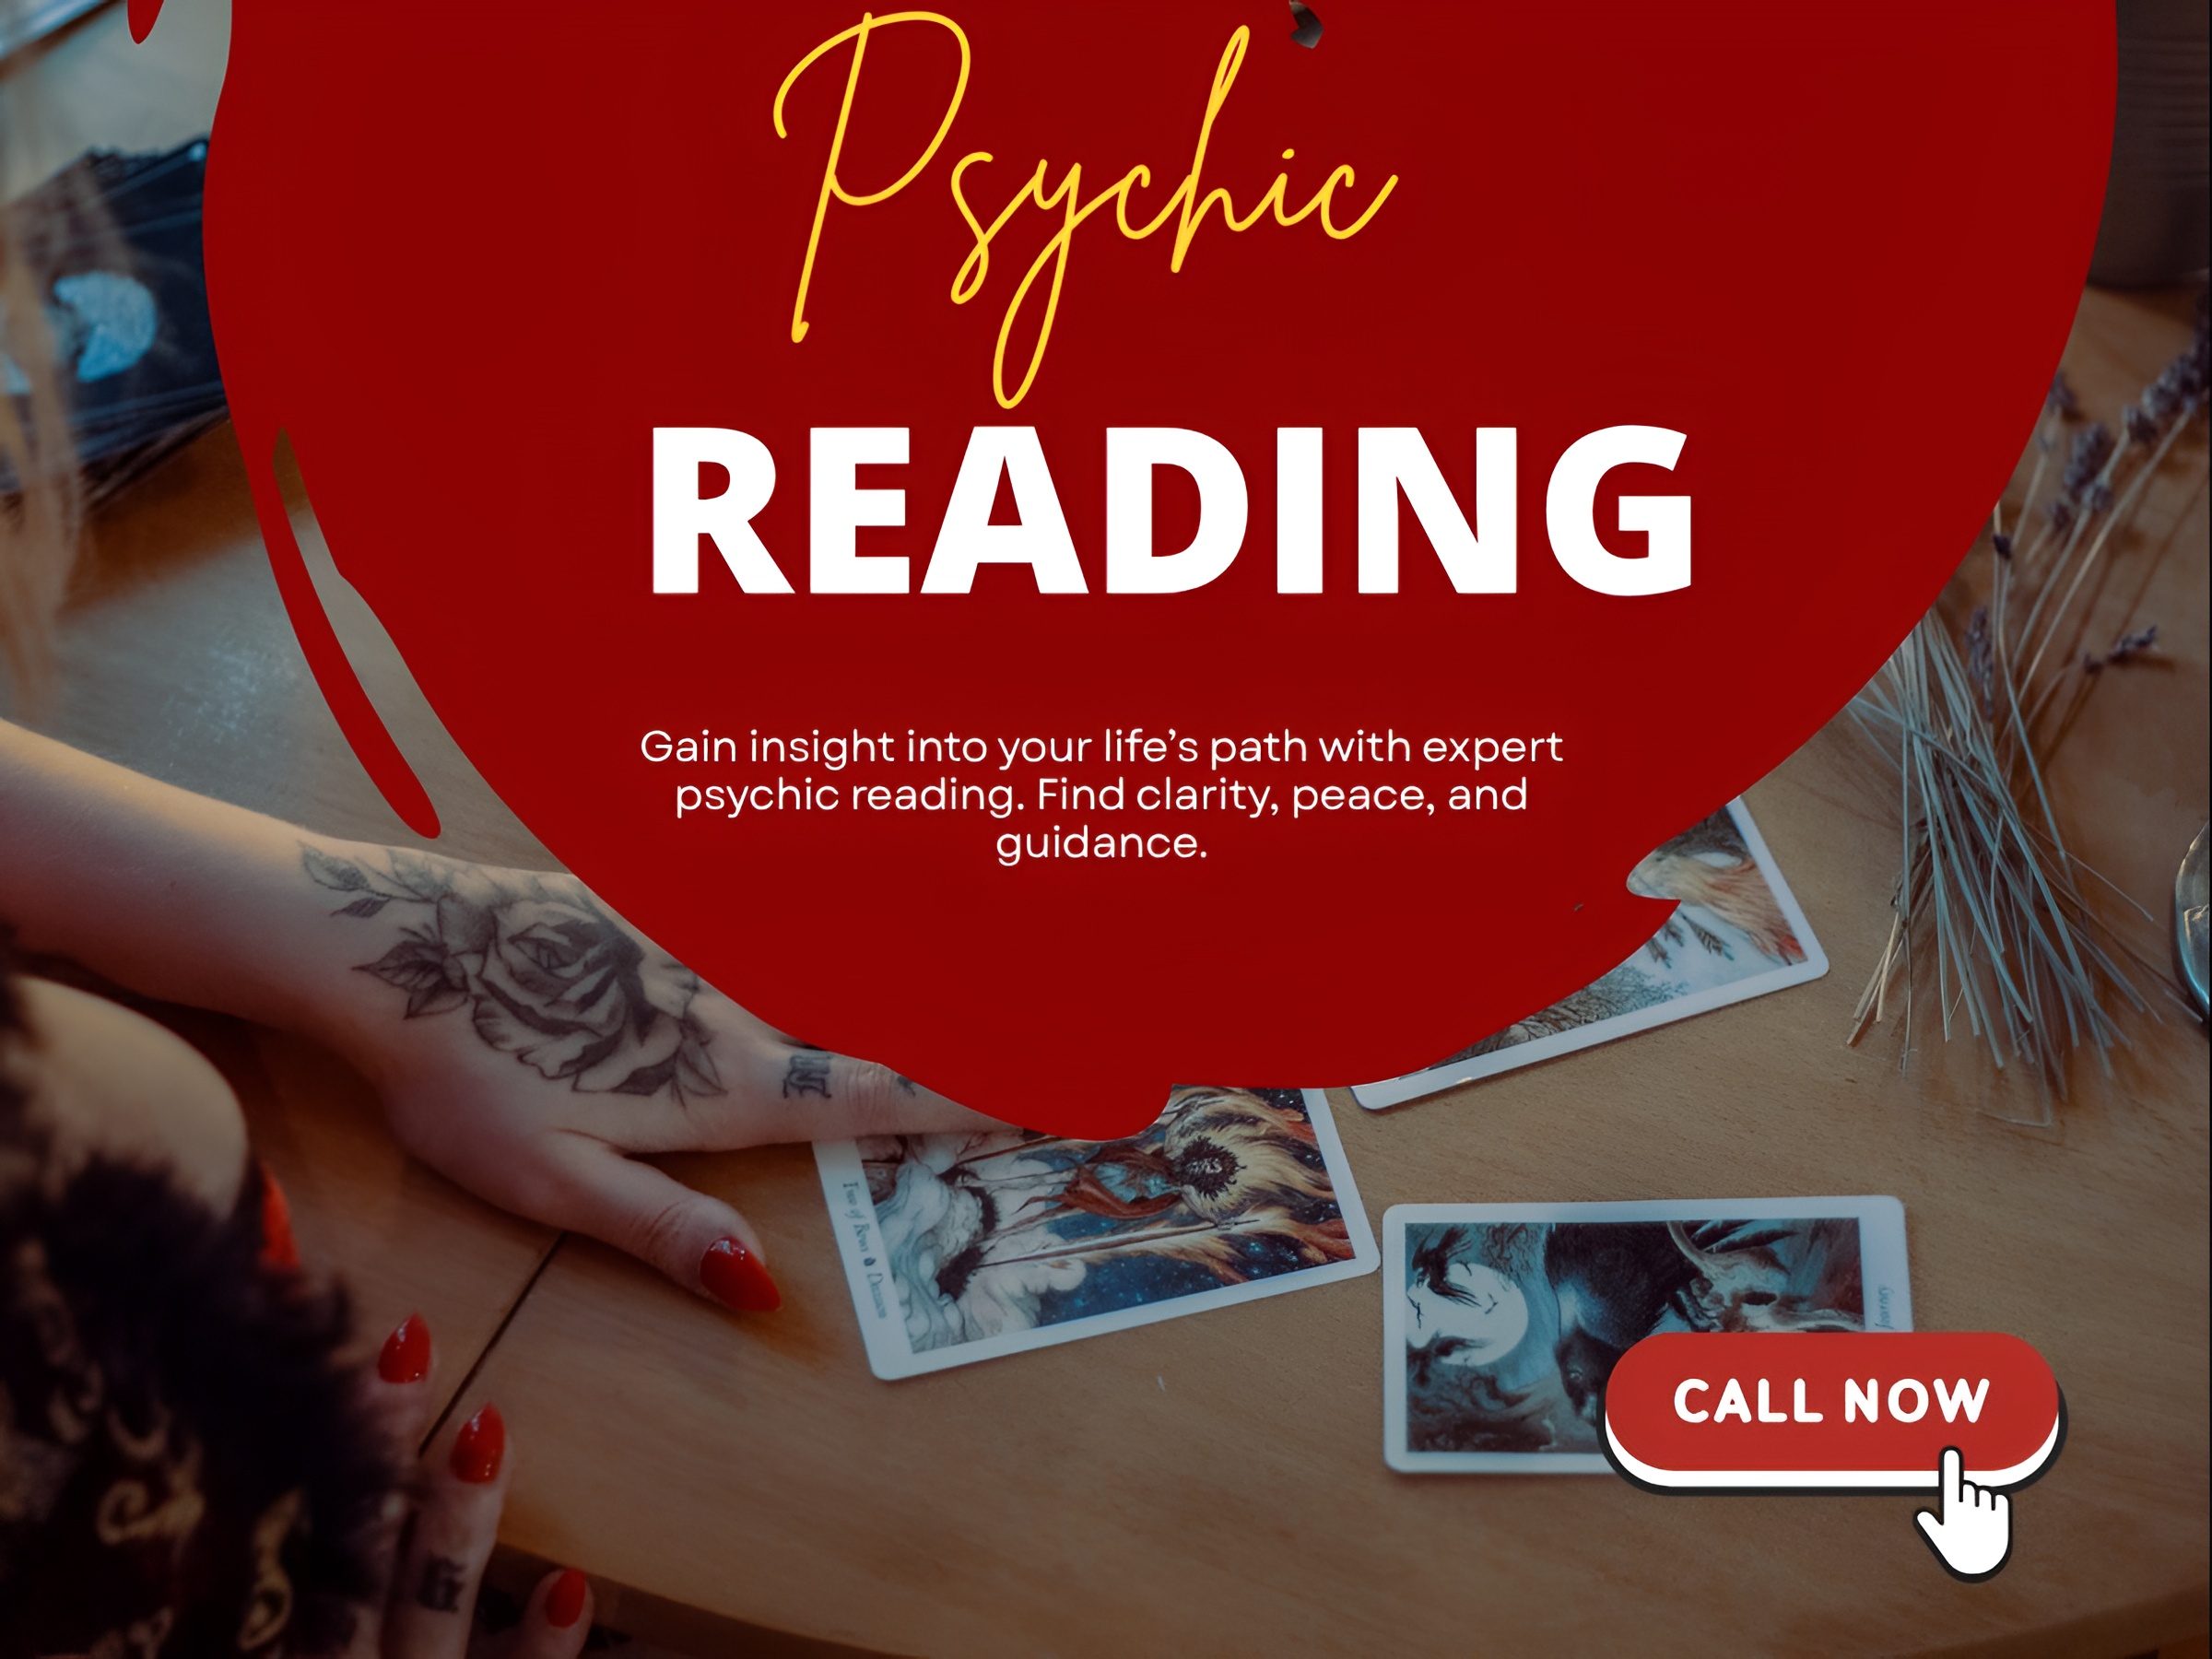 Psychic
READING
Gain insight into your life’s path with expert
psychic reading. Find clarity, peace, and
guidance.
CALL NOW